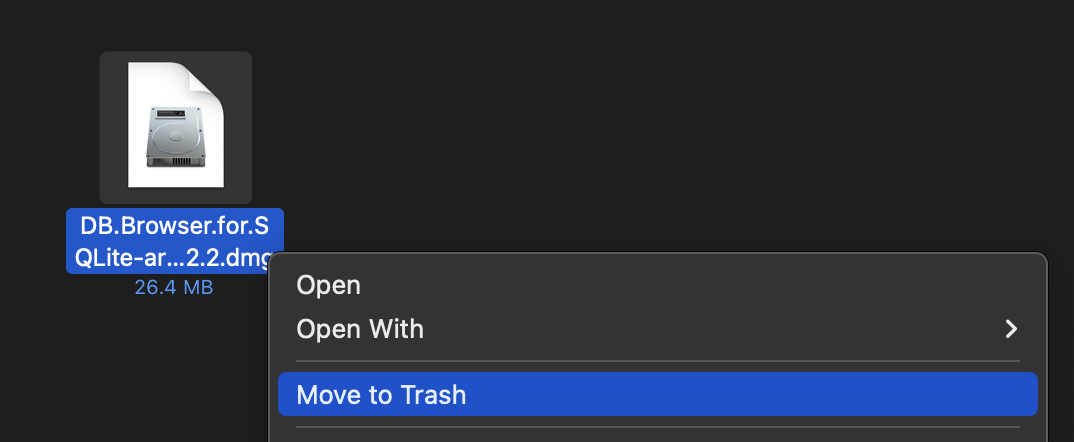 DB.Browser.for.S
QLite-ar...2.2.dmg
26.4 MB
Open
Open With
Move to Trash